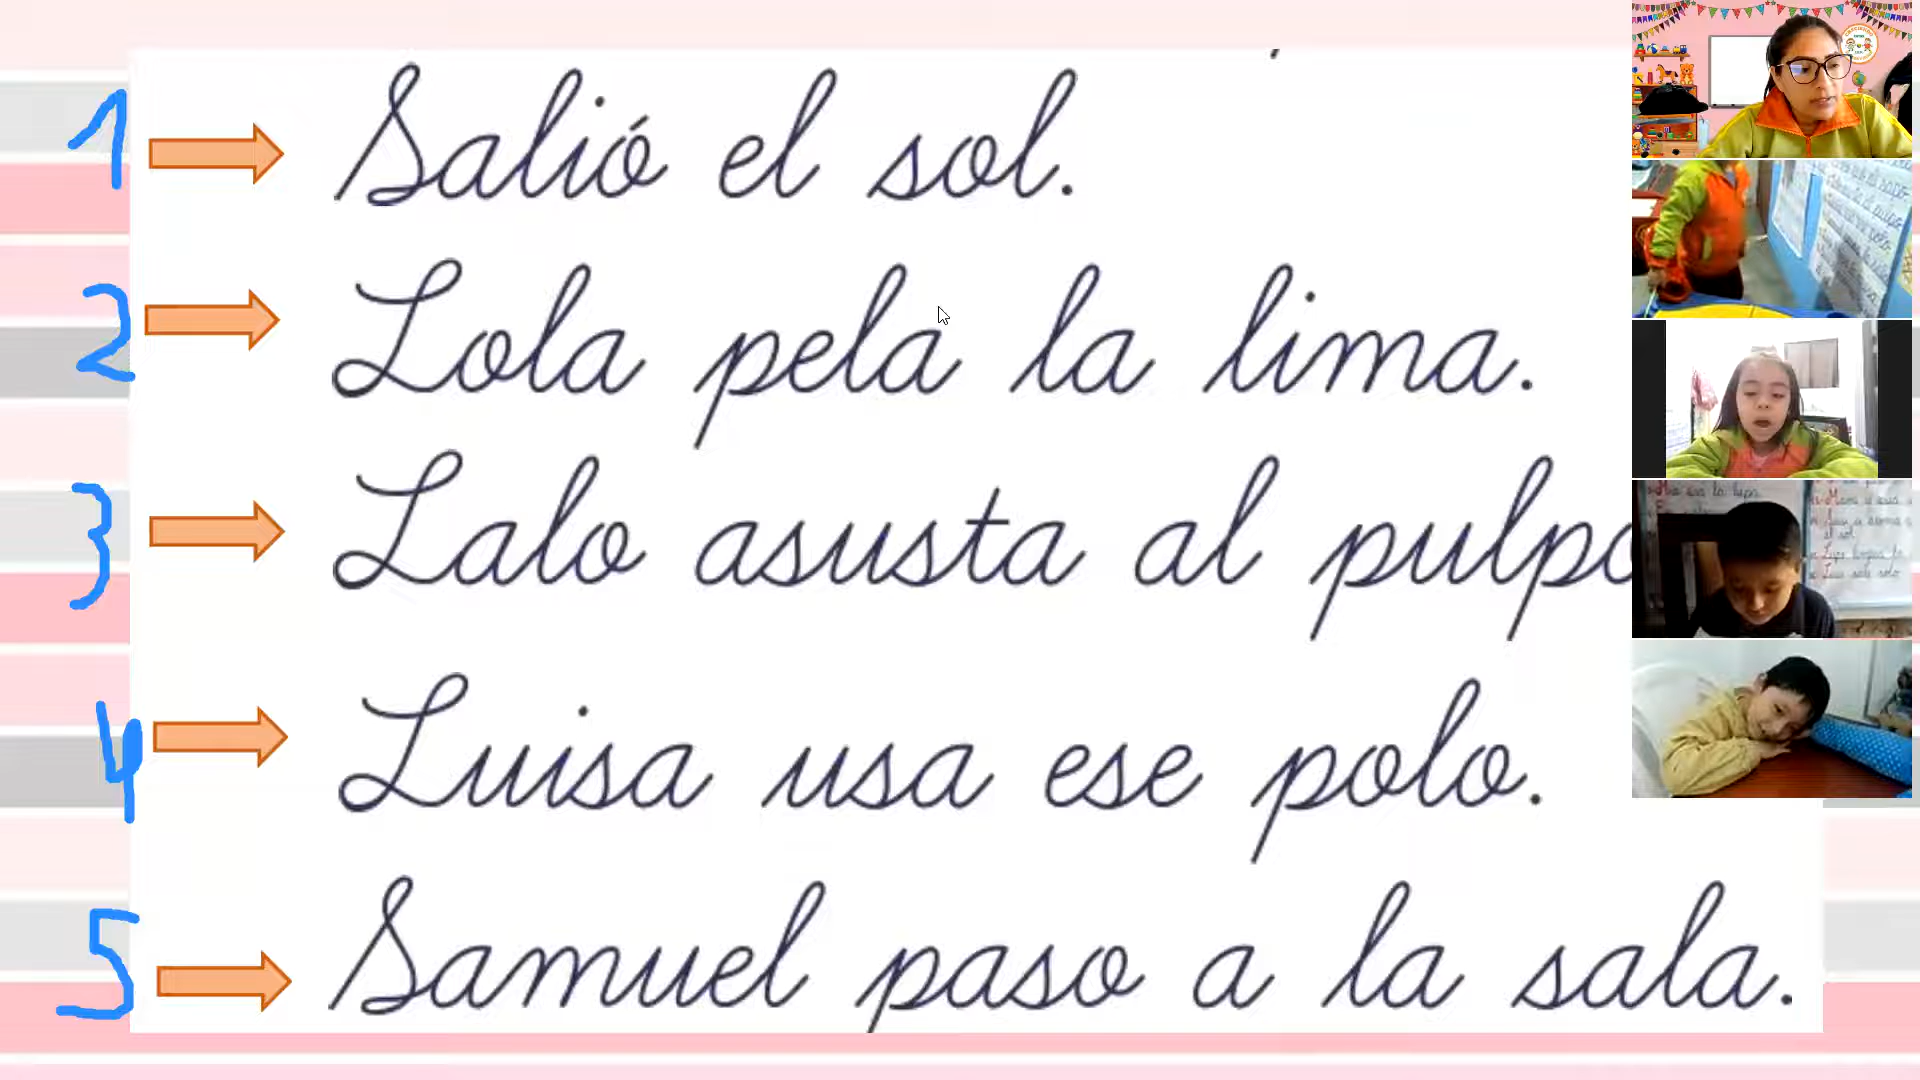 1 Salió el sol.
2 Lola pela la lima.
3 Lalo asusta al pulpo
4 Luisa usa ese polo.
5 Samuel paso a la sala.